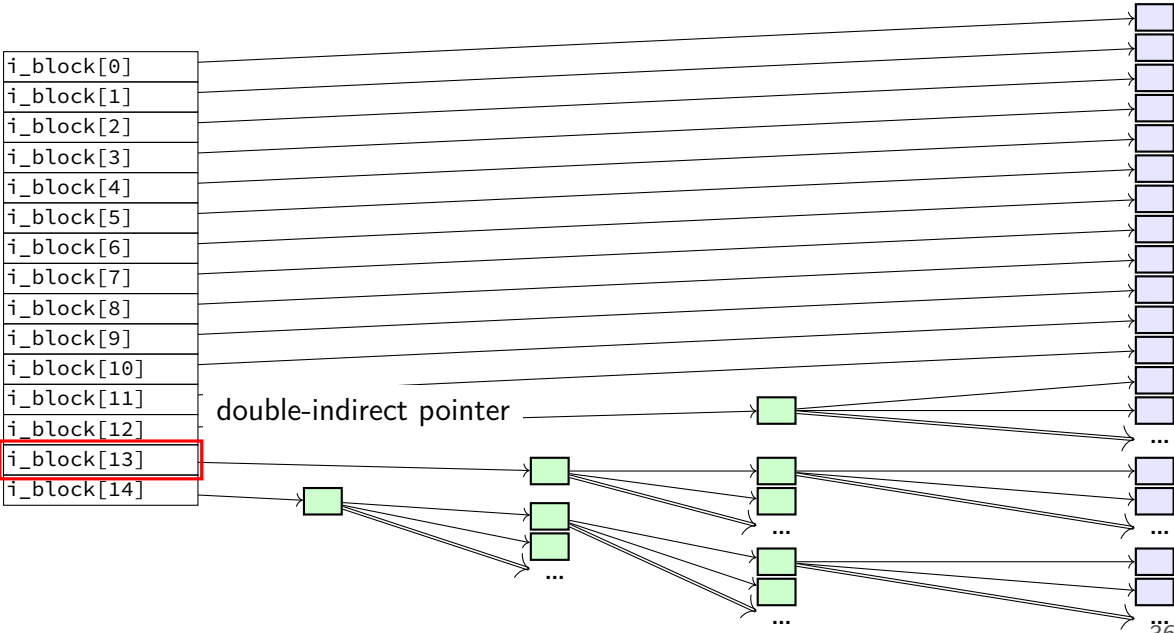 i_block[0]
i_block[1]
i_block[2]
i_block[3]
i_block[4]
i_block[5]
i_block[6]
i_block[7]
i_block[8]
i_block[9]
i_block[10]
i_block[11]
double-indirect pointer
i_block[12]
...
i_block[13]
i_block[14]
...
...
...
...
...